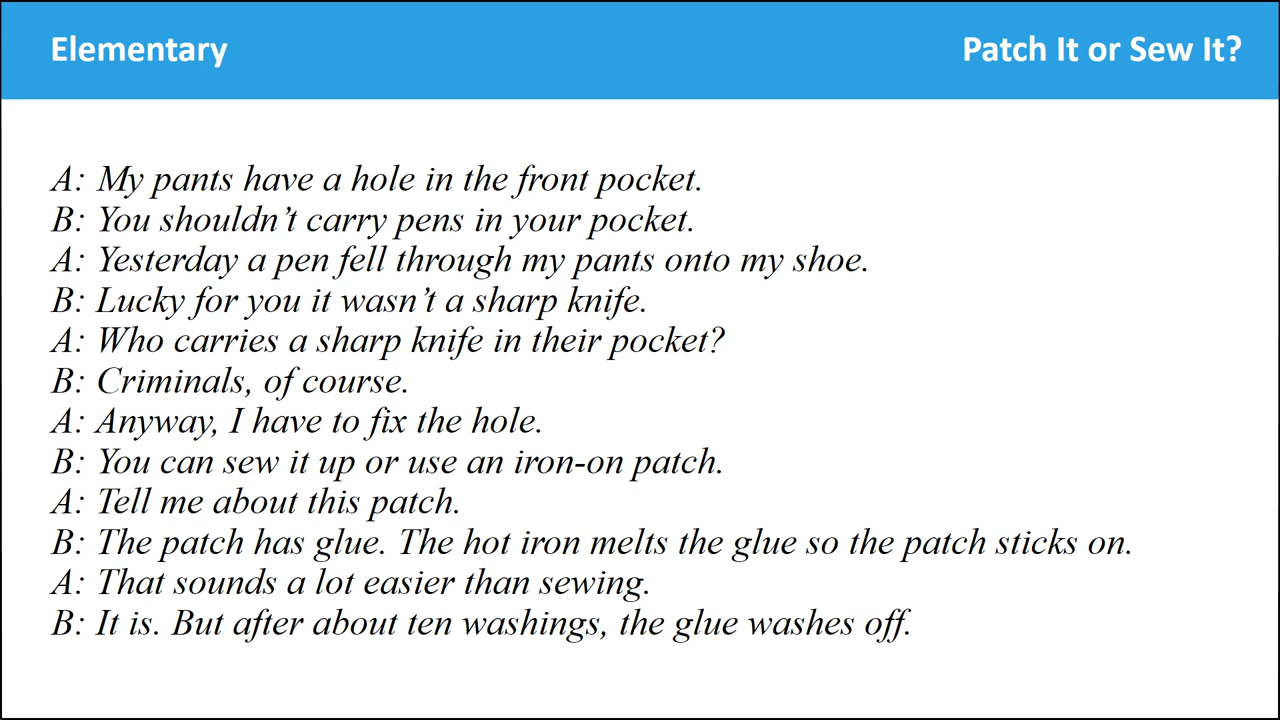 Elementary
Patch It or Sew It?
A: My pants have a hole in the front pocket.
B: You shouldn’t carry pens in your pocket.
A: Yesterday a pen fell through my pants onto my shoe.
B: Lucky for you it wasn’t a sharp knife.
A: Who carries a sharp knife in their pocket?
B: Criminals, of course.
A: Anyway, I have to fix the hole.
B: You can sew it up or use an iron-on patch.
A: Tell me about this patch.
B: The patch has glue. The hot iron melts the glue so the patch sticks on.
A: That sounds a lot easier than sewing.
B: It is. But after about ten washings, the glue washes off.